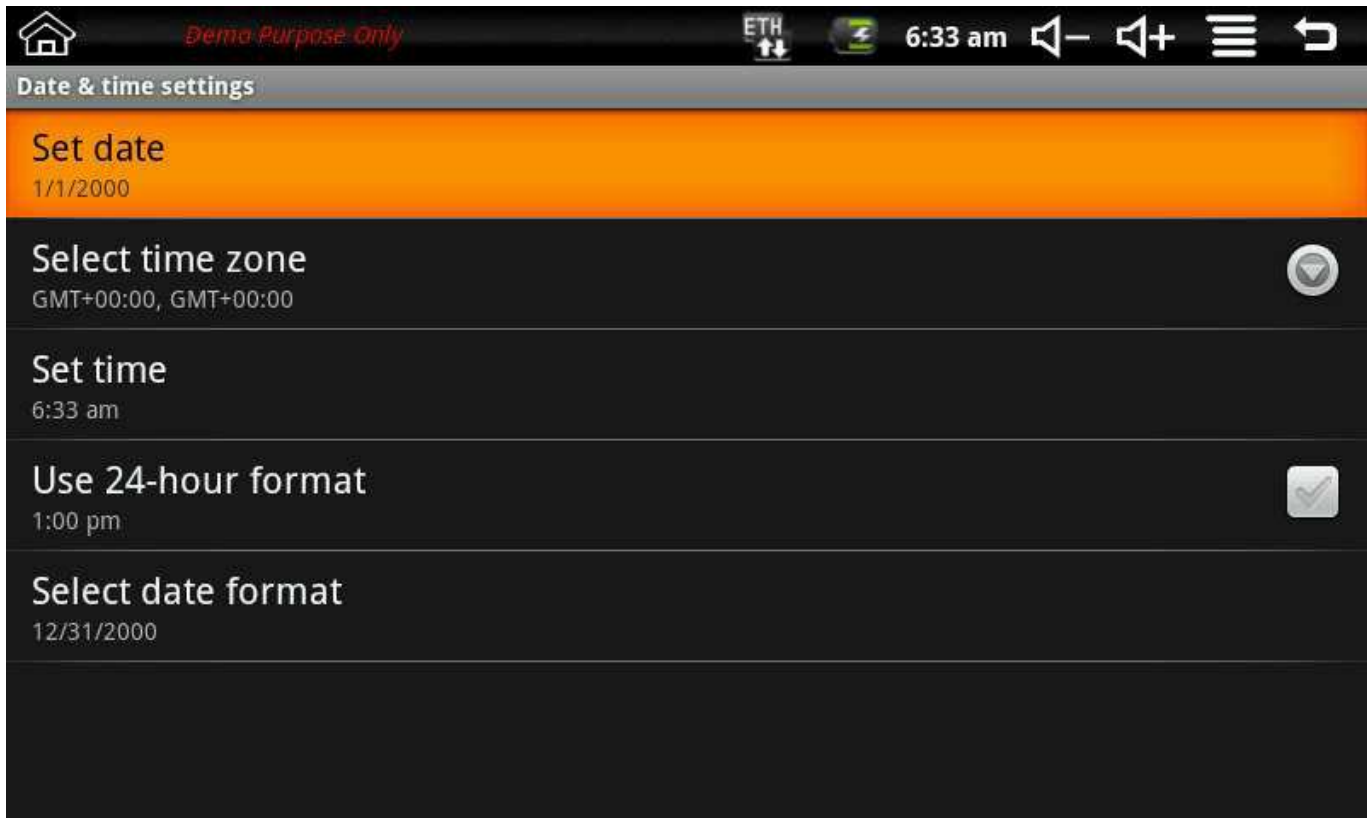 Demo Purpose Only ETH 6:33 am
Date & time settings
Set date
1/1/2000
Select time zone
GMT+00:00, GMT+00:00
Set time
6:33 am
Use 24-hour format
1:00 pm
Select date format
12/31/2000